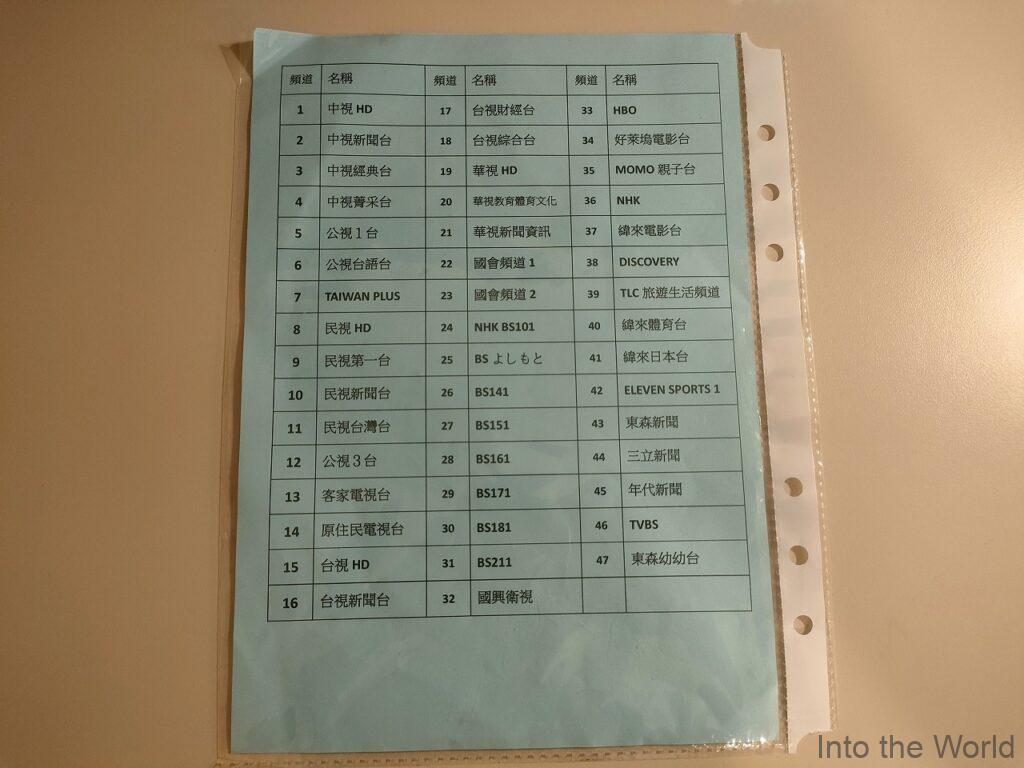 頻道 名稱 頻道 名稱 頻道 名稱
1 中視 HD 17 台視財經台 33 HBO
2 中視新聞台 18 台視綜合台 34 好萊塢電影台
3 中視經典台 19 華視 HD 35 MOMO 親子台
4 中視菁采台 20 華視教育體育文化 36 NHK
5 公視 1 台 21 華視新聞資訊 37 緯來電影台
6 公視台語台 22 國會頻道 1 38 DISCOVERY
7 TAIWAN PLUS 23 國會頻道 2 39 TLC 旅遊生活頻道
8 民視 HD 24 NHK BS101 40 緯來體育台
9 民視第一台 25 BS よしもと 41 緯來日本台
10 民視新聞台 26 BS141 42 ELEVEN SPORTS 1
11 民視台灣台 27 BS151 43 東森新聞
12 公視 3 台 28 BS161 44 三立新聞
13 客家電視台 29 BS171 45 年代新聞
14 原住民電視台 30 BS181 46 TVBS
15 台視 HD 31 BS211 47 東森幼幼台
16 台視新聞台 32 國興衛視
Into the World